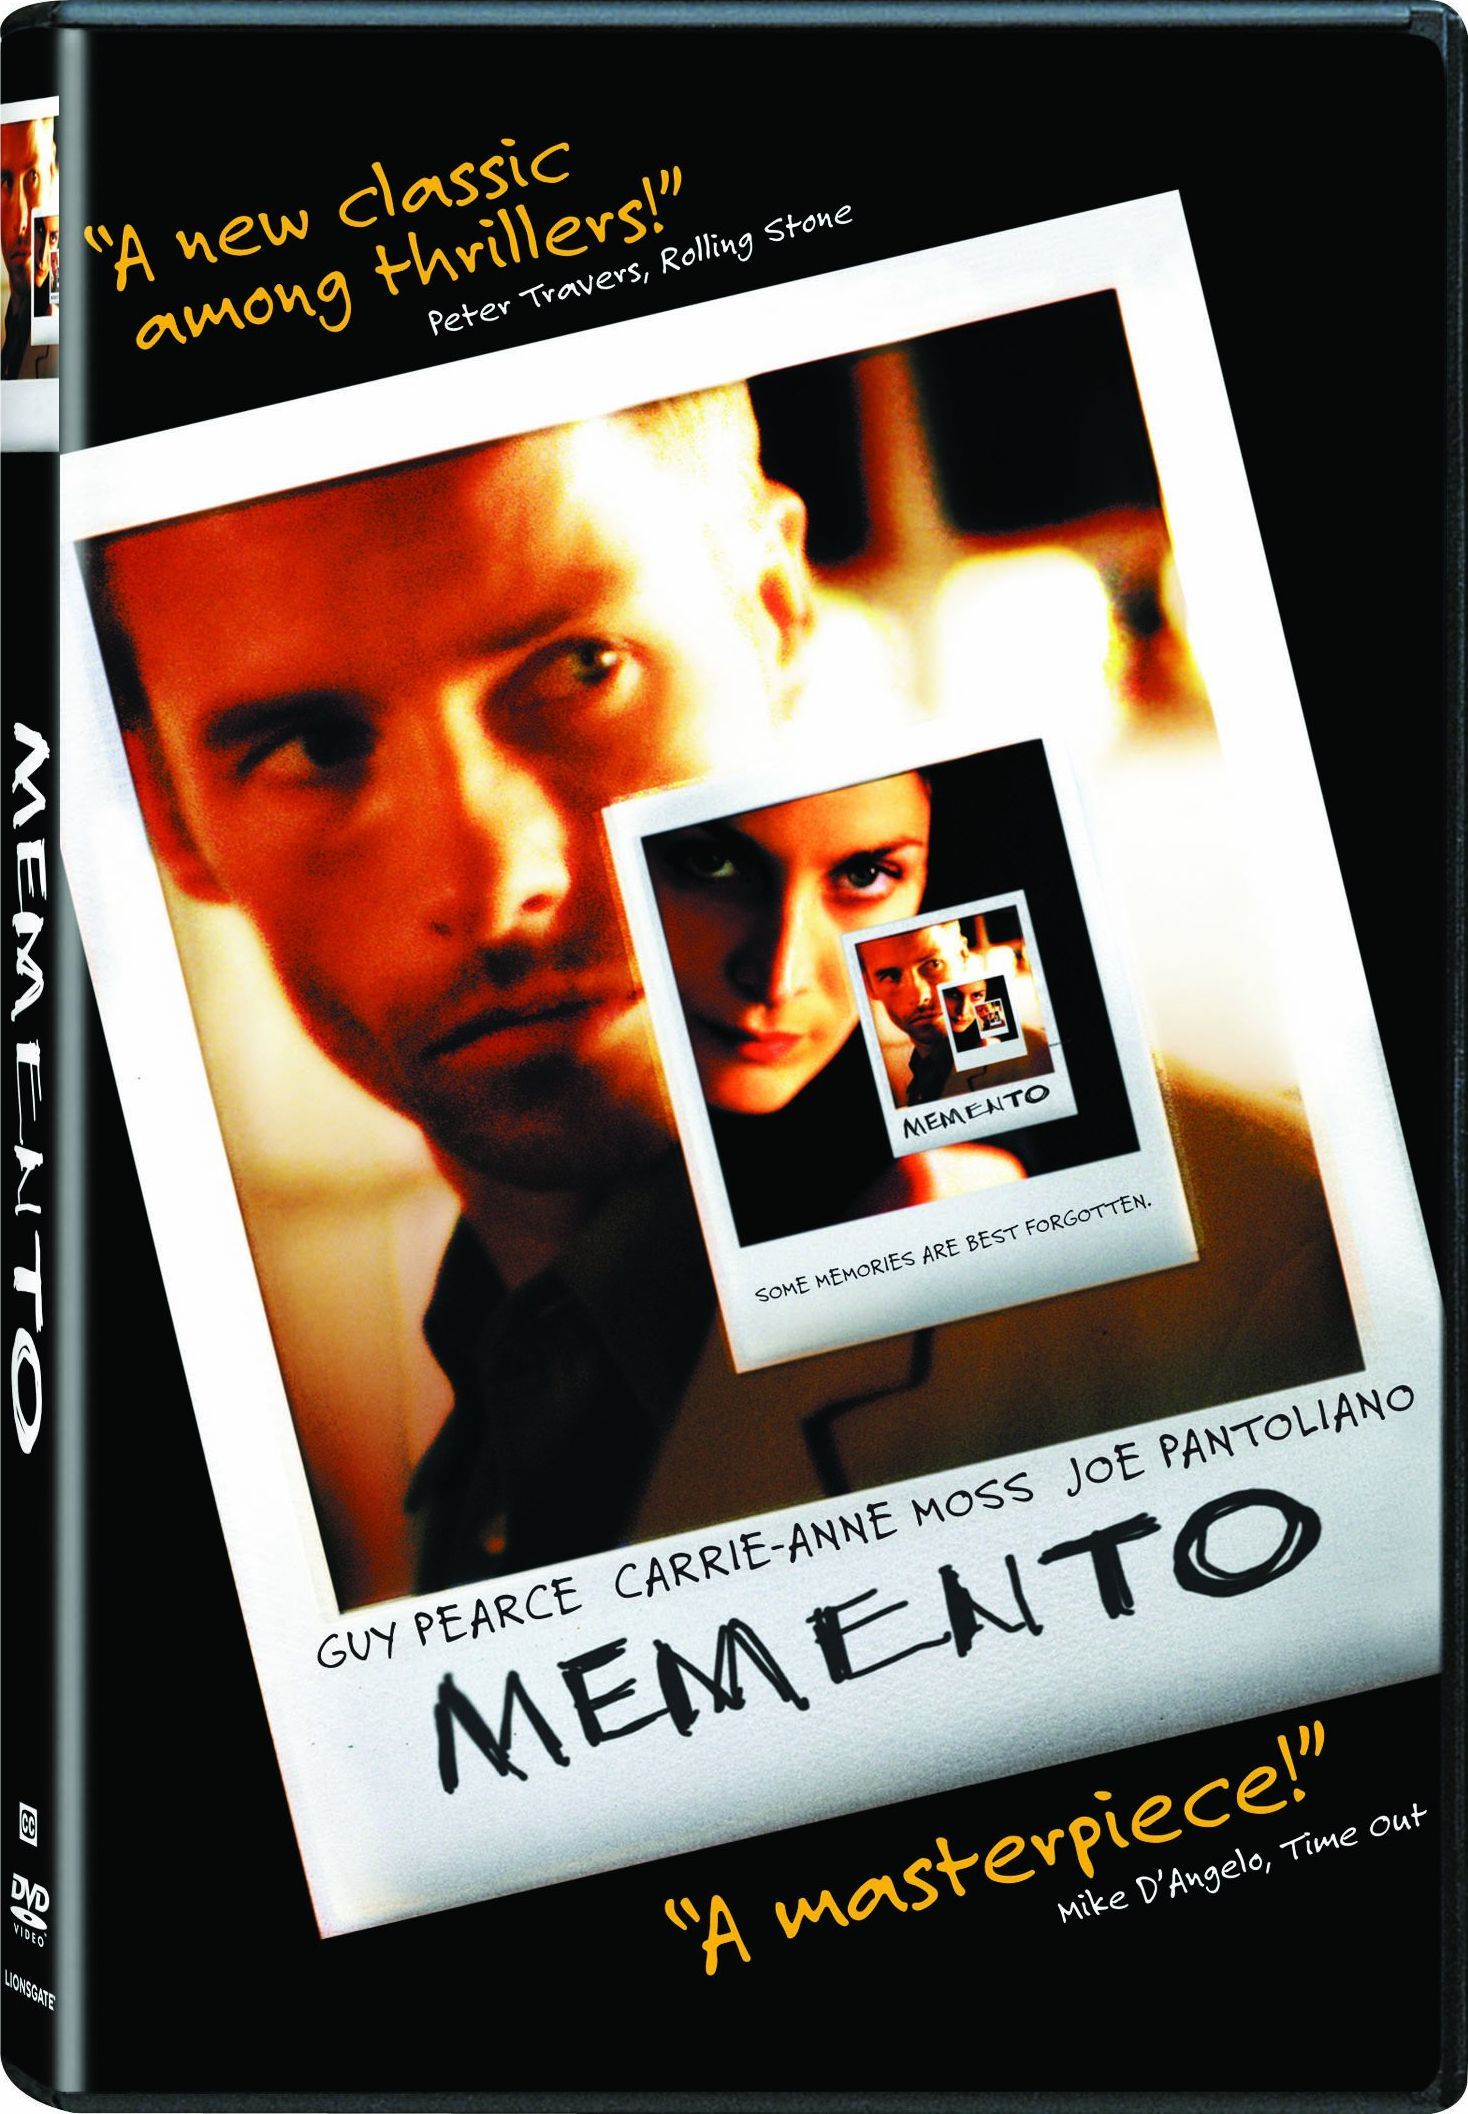 “A new classic
among thrillers!”
Peter Travers, Rolling Stone
MEMENTO
SOME MEMORIES ARE BEST FORGOTTEN.
GUY PEARCE CARRIE-ANNE MOSS JOE PANTOLIANO
MEMENTO
“A masterpiece!”
Mike D'Angelo, Time Out
MEMENTO
CC
DVD
VIDEO
LIONSGATE